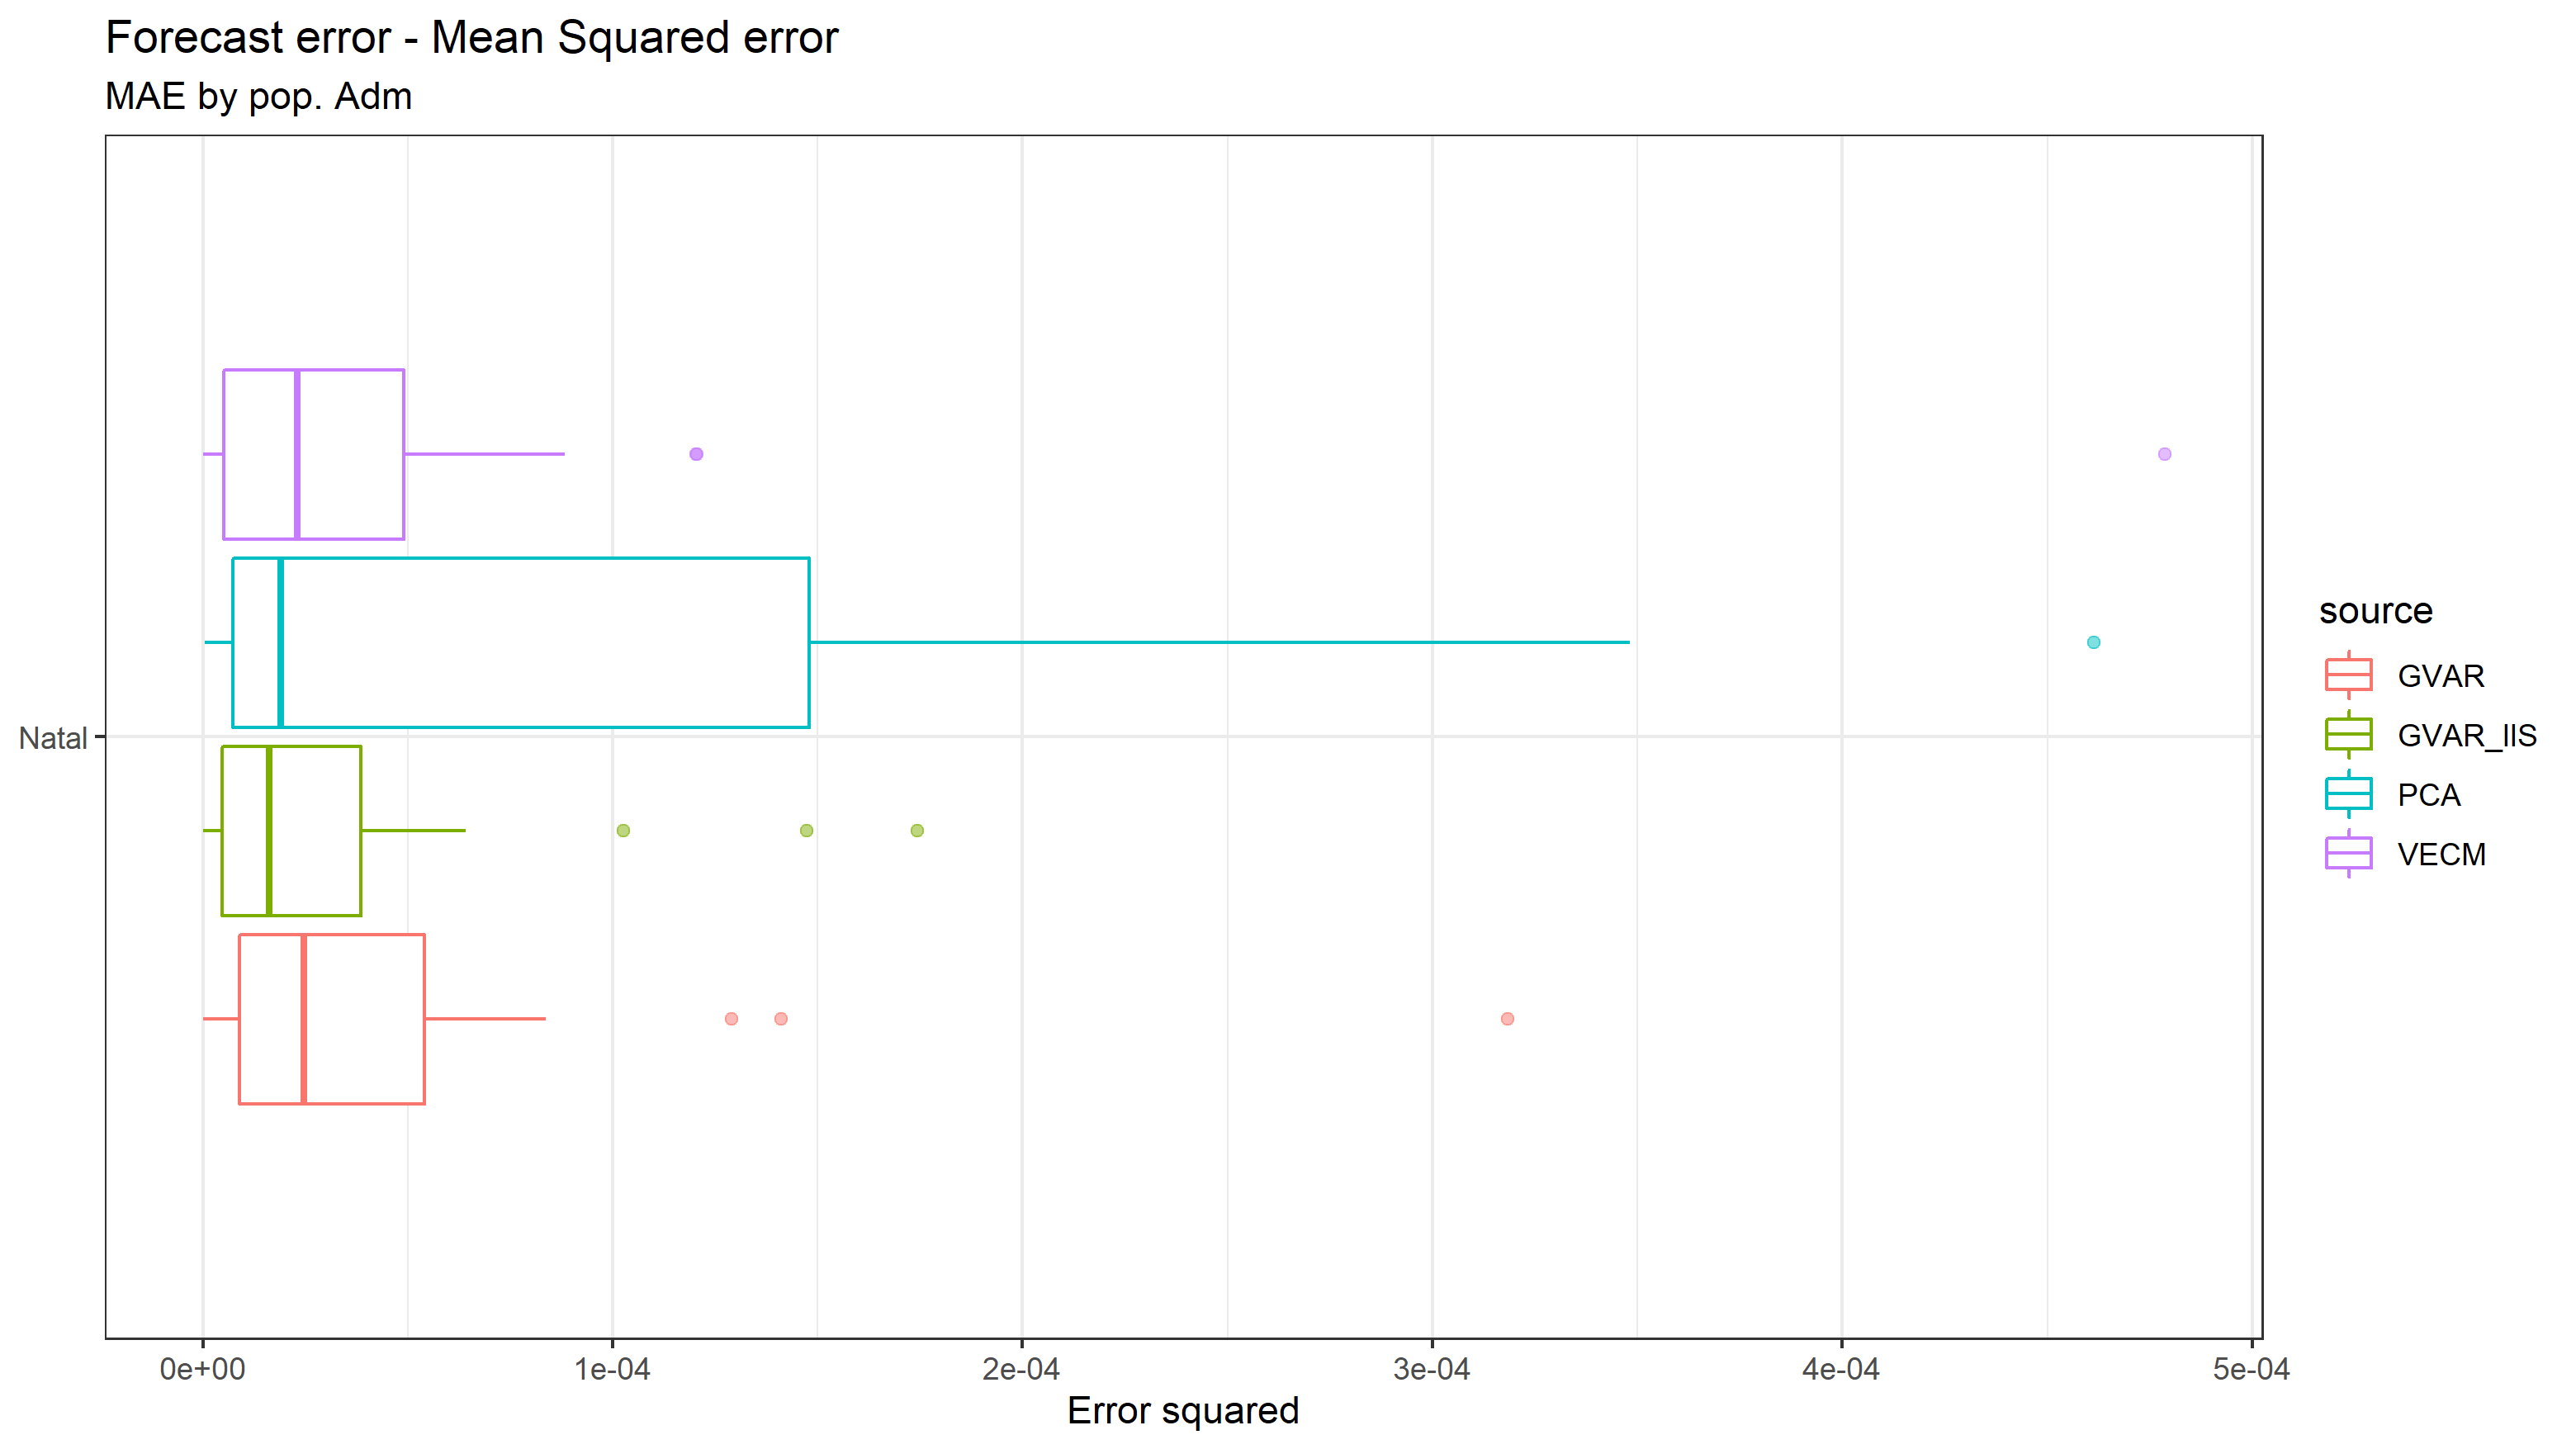 Forecast error - Mean Squared error
MAE by pop. Adm
Natal
0e+00
1e-04
2e-04
3e-04
4e-04
5e-04
Error squared
source
GVAR
GVAR_IIS
PCA
VECM